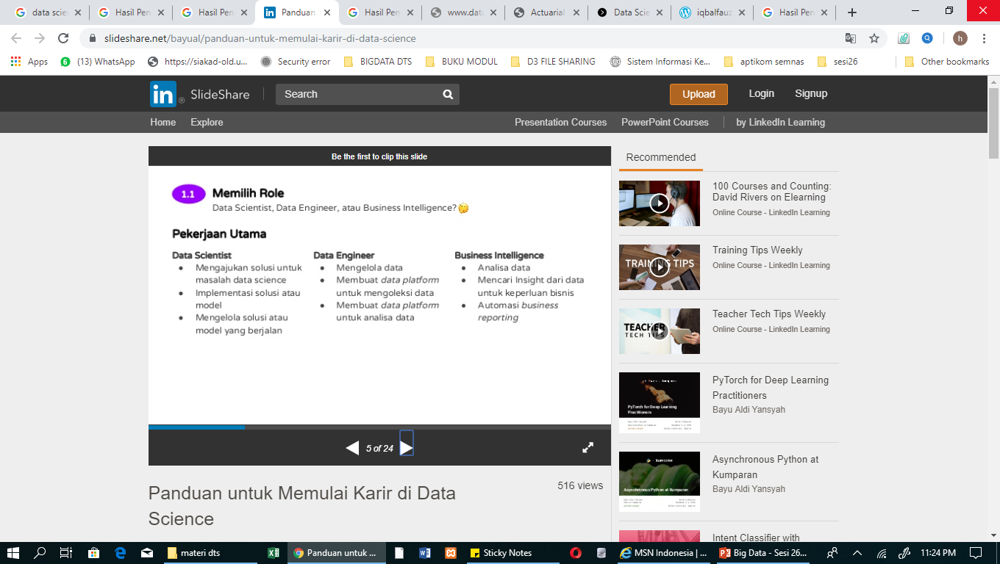 data scie
Hasil Pen
Hasil Pen
Panduan
Hasil Pen
www.data
Actuarial
Data Scie
iqbalfauz
Hasil Pen
slideshare.net/bayual/panduan-untuk-memulai-karir-di-data-science
h
Apps
6 (13) WhatsApp
https://siakad-old.u...
Security error
BIGDATA DTS
BUKU MODUL
D3 FILE SHARING
Sistem Informasi Ke...
aptikom semnas
sesi26
Other bookmarks
in ® SlideShare
Search
Upload
Login
Signup
Home
Explore
Presentation Courses
PowerPoint Courses
by LinkedIn Learning
Be the first to clip this slide
1.1 Memilih Role
Data Scientist, Data Engineer, atau Business Intelligence?🤔
Pekerjaan Utama
Data Scientist
● Mengajukan solusi untuk
masalah data science
● Implementasi solusi atau
model
● Mengelola solusi atau
model yang berjalan
Data Engineer
● Mengelola data
● Membuat data platform
untuk mengoleksi data
● Membuat data platform
untuk analisa data
Business Intelligence
● Analisa data
● Mencari Insight dari data
untuk keperluan bisnis
● Automasi business
reporting
5 of 24
Panduan untuk Memulai Karir di Data
Science
516 views
Recommended
100 Courses and Counting:
David Rivers on Elearning
Online Course - LinkedIn Learning
TRAINING TIPS
Training Tips Weekly
Online Course - LinkedIn Learning
TEACHER
TECH TIPS
Teacher Tech Tips Weekly
Online Course - LinkedIn Learning
PyTorch for Deep Learning
Practitioners
PyTorch for Deep Learning
Practitioners
Bayu Aldi Yansyah
kumparan
Asynchronous Python at Kumparan
Asynchronous Python at
Kumparan
Bayu Aldi Yansyah
Intent Classifier with
materi dts
Panduan untuk ...
Sticky Notes
MSN Indonesia | ...
Big Data - Sesi 26...
11:24 PM